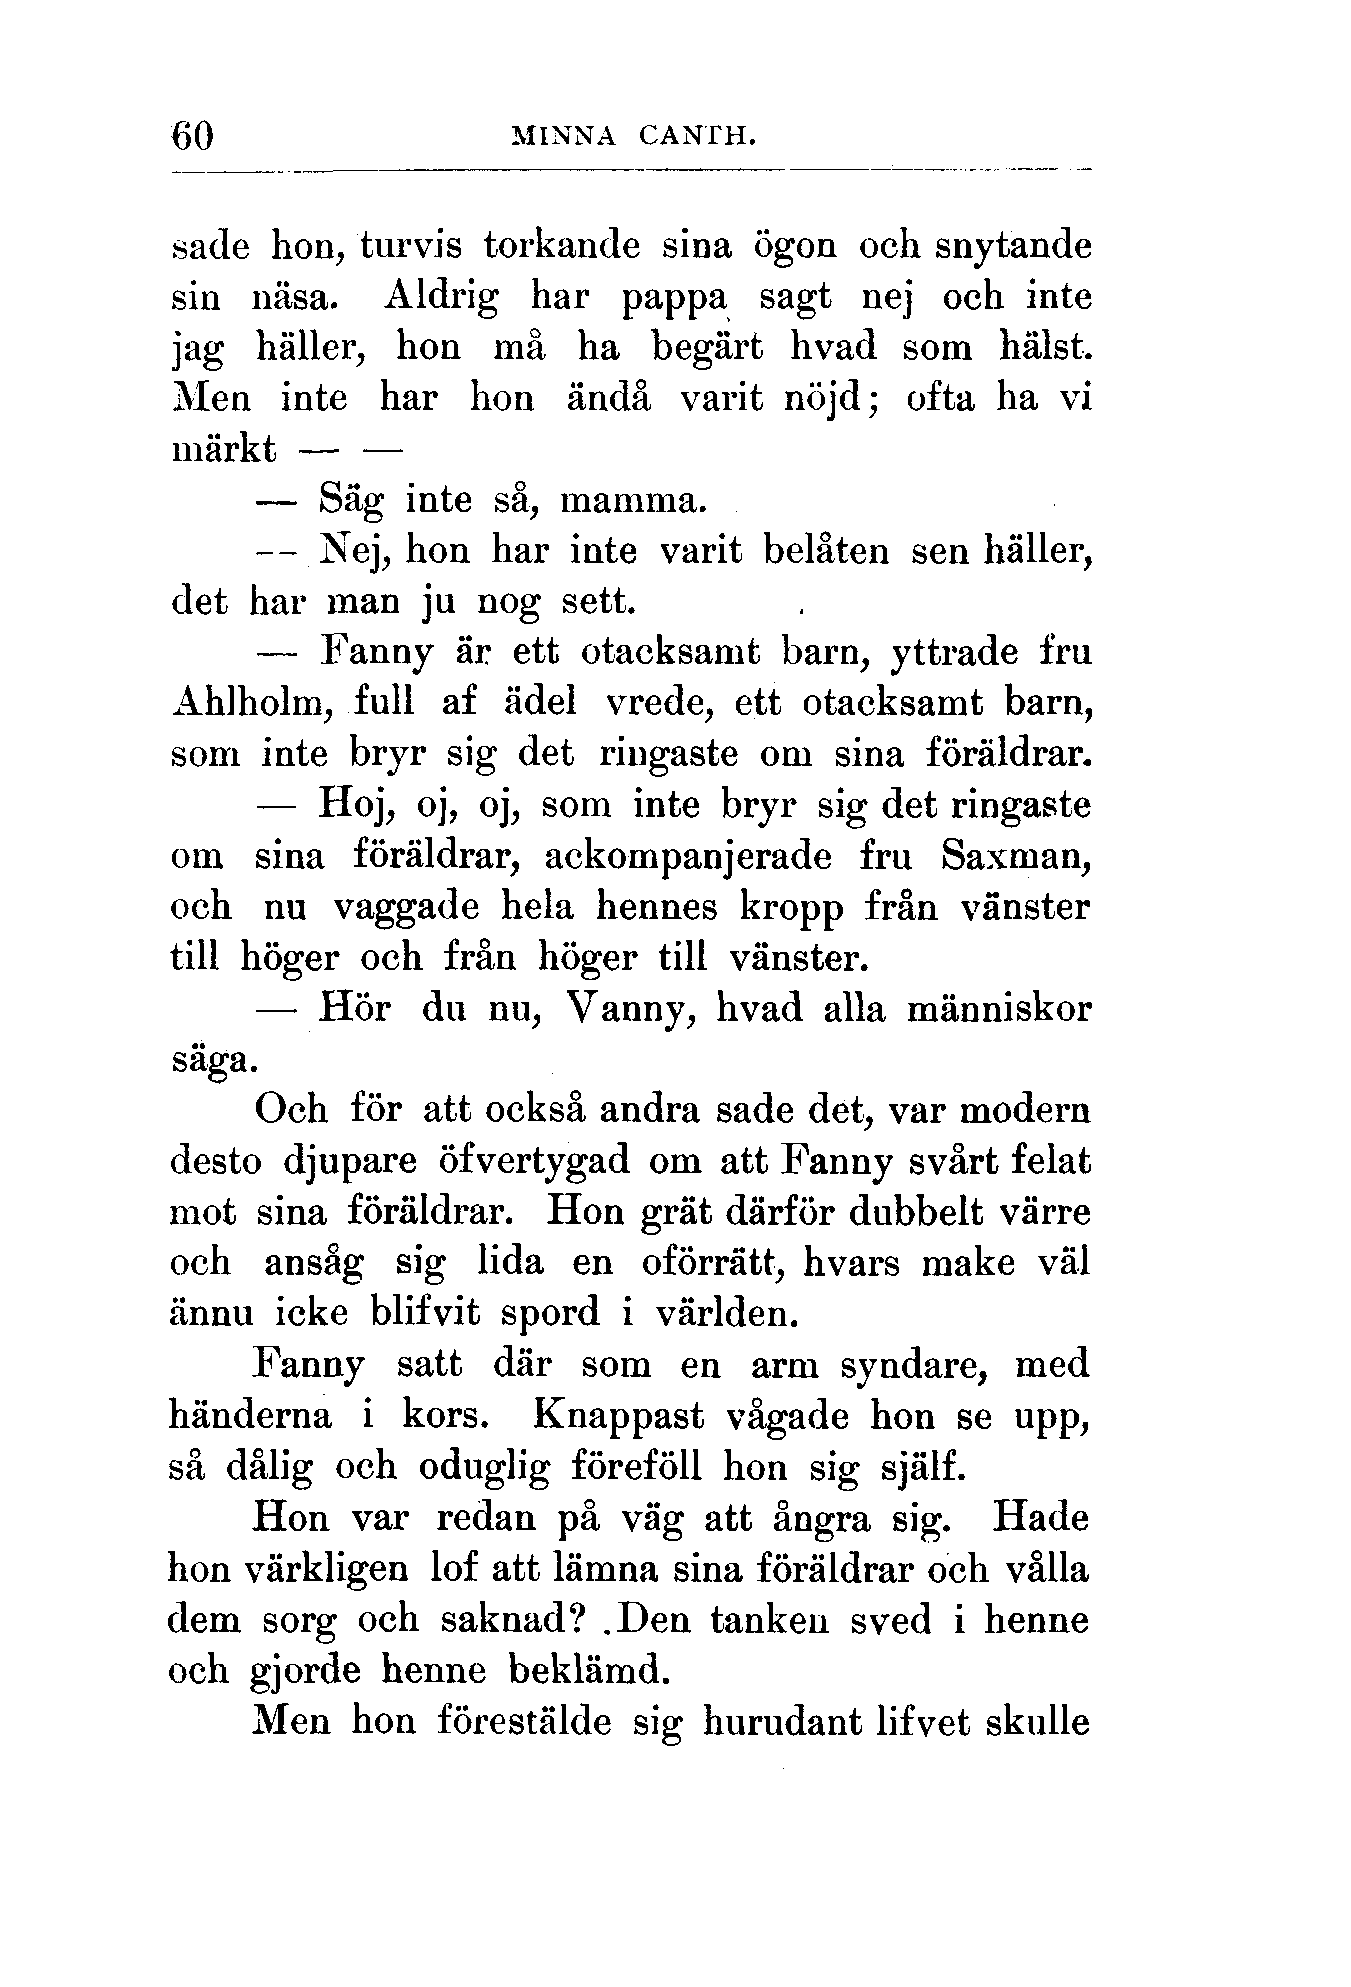 60 MINNA CANTH.
sade hon, turvis torkande sina ögon och snytande
sin näsa. Aldrig har pappa sagt nej och inte
jag häller, hon må ha begärt hvad som hälst.
Men inte har hon ändå varit nöjd; ofta ha vi
märkt — —
— Säg inte så, mamma.
— Nej, hon har inte varit belåten sen häller,
det har man ju nog sett.
— Fanny är ett otacksamt barn, yttrade fru
Ahlholm, full af ädel vrede, ett otacksamt barn,
som inte bryr sig det ringaste om sina föräldrar.
— Hoj, oj, oj, som inte bryr sig det ringaste
om sina föräldrar, ackompanjerade fru Saxman,
och nu vaggade hela hennes kropp från vänster
till höger och från höger till vänster.
— Hör du nu, Vanny, hvad alla människor
säga.
Och för att också andra sade det, var modern
desto djupare öfvertygad om att Fanny svårt felat
mot sina föräldrar. Hon grät därför dubbelt värre
och ansåg sig lida en oförrätt, hvars make väl
ännu icke blifvit spord i världen.
Fanny satt där som en arm syndare, med
händerna i kors. Knappast vågade hon se upp,
så dålig och oduglig föreföll hon sig själf.
Hon var redan på väg att ångra sig. Hade
hon värkligen lof att lämna sina föräldrar och vålla
dem sorg och saknad? Den tanken sved i henne
och gjorde henne beklämd.
Men hon förestälde sig hurudant lifvet skulle